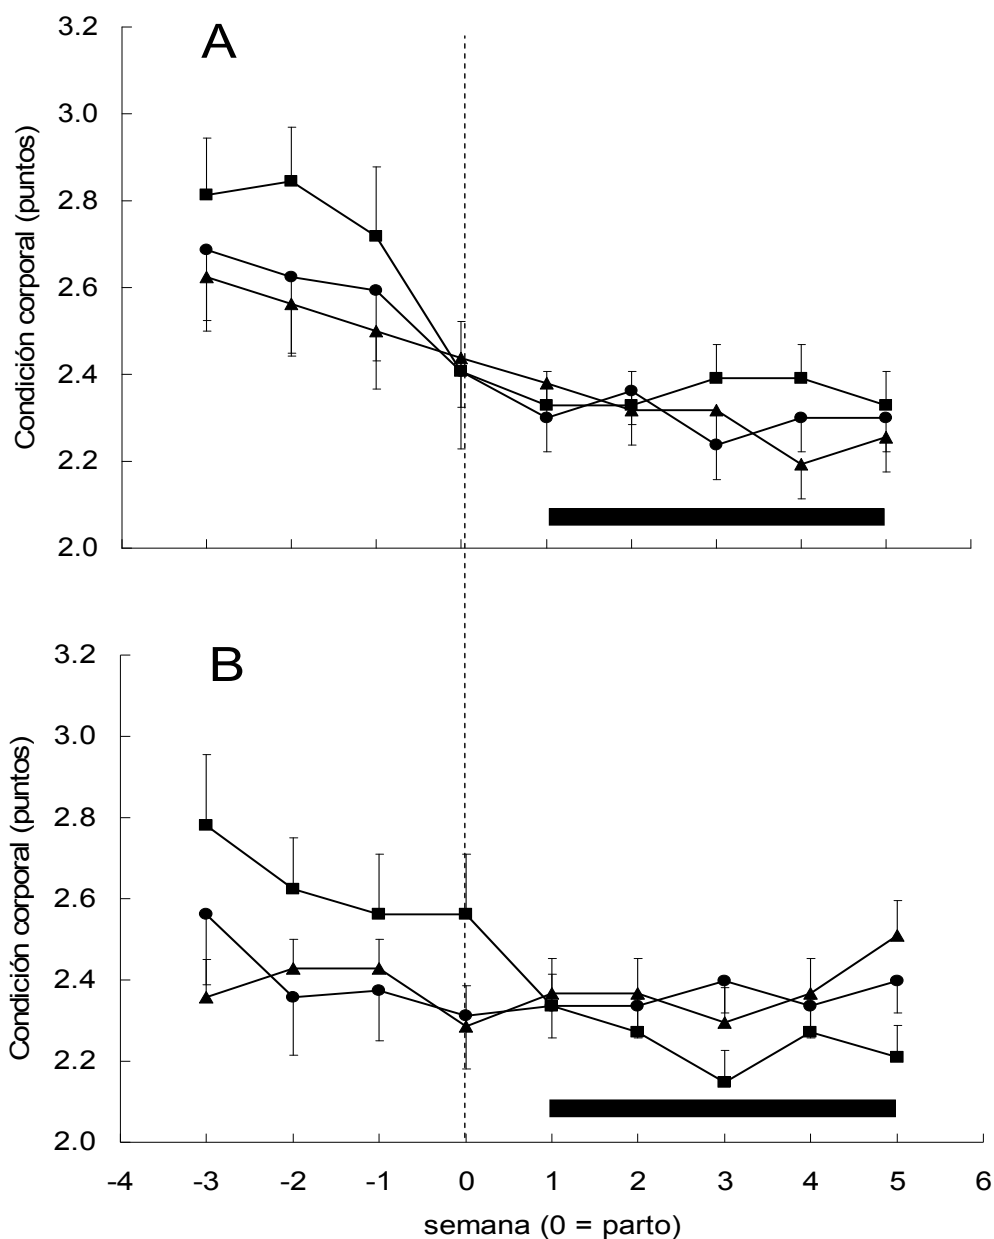 A
3.2
3.0
2.8
2.6
2.4
2.2
2.0
Condición corporal (puntos)
B
3.2
3.0
2.8
2.6
2.4
2.2
2.0
Condición corporal (puntos)
-4 -3 -2 -1 0 1 2 3 4 5 6
semana (0 = parto)